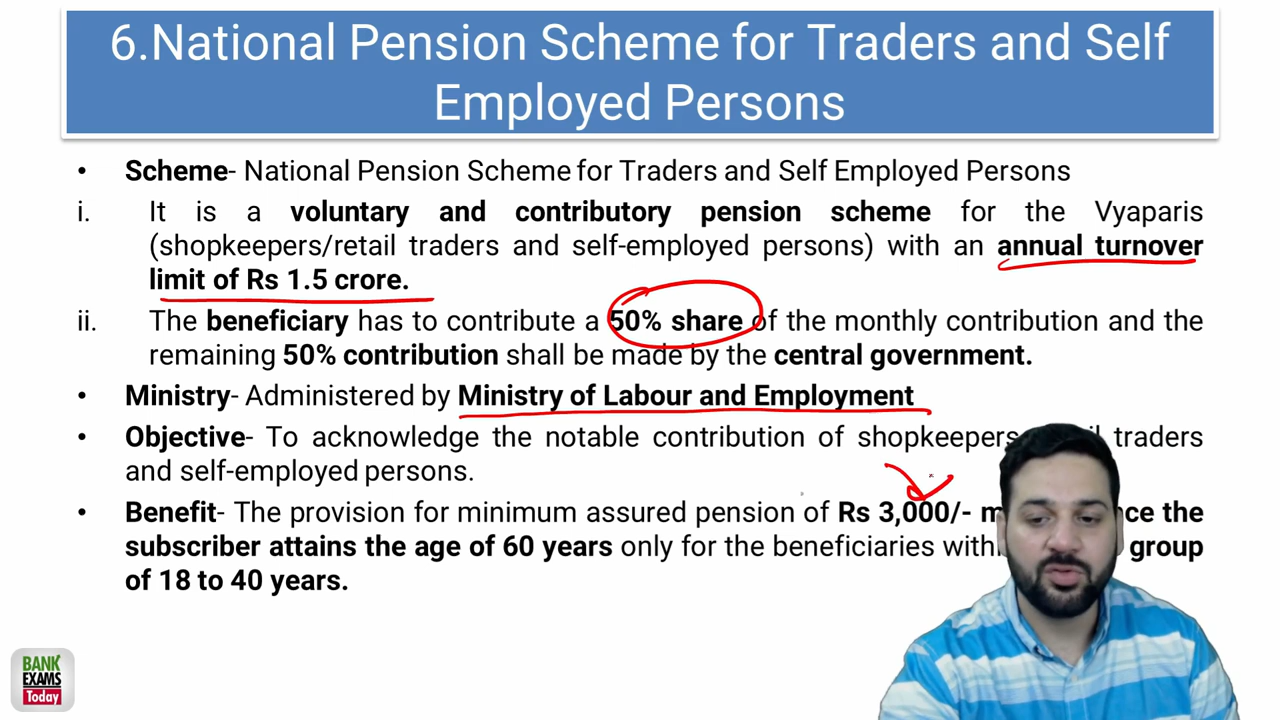 6.National Pension Scheme for Traders and Self
Employed Persons
• Scheme- National Pension Scheme for Traders and Self Employed Persons
i. It is a voluntary and contributory pension scheme for the Vyaparis
(shopkeepers/retail traders and self-employed persons) with an annual turnover
limit of Rs 1.5 crore.
ii. The beneficiary has to contribute a 50% share of the monthly contribution and the
remaining 50% contribution shall be made by the central government.
• Ministry- Administered by Ministry of Labour and Employment
• Objective- To acknowledge the notable contribution of shopkeepers traders
and self-employed persons.
• Benefit- The provision for minimum assured pension of Rs 3,000/- the
subscriber attains the age of 60 years only for the beneficiaries group
of 18 to 40 years.
BANK
EXAMS
Today